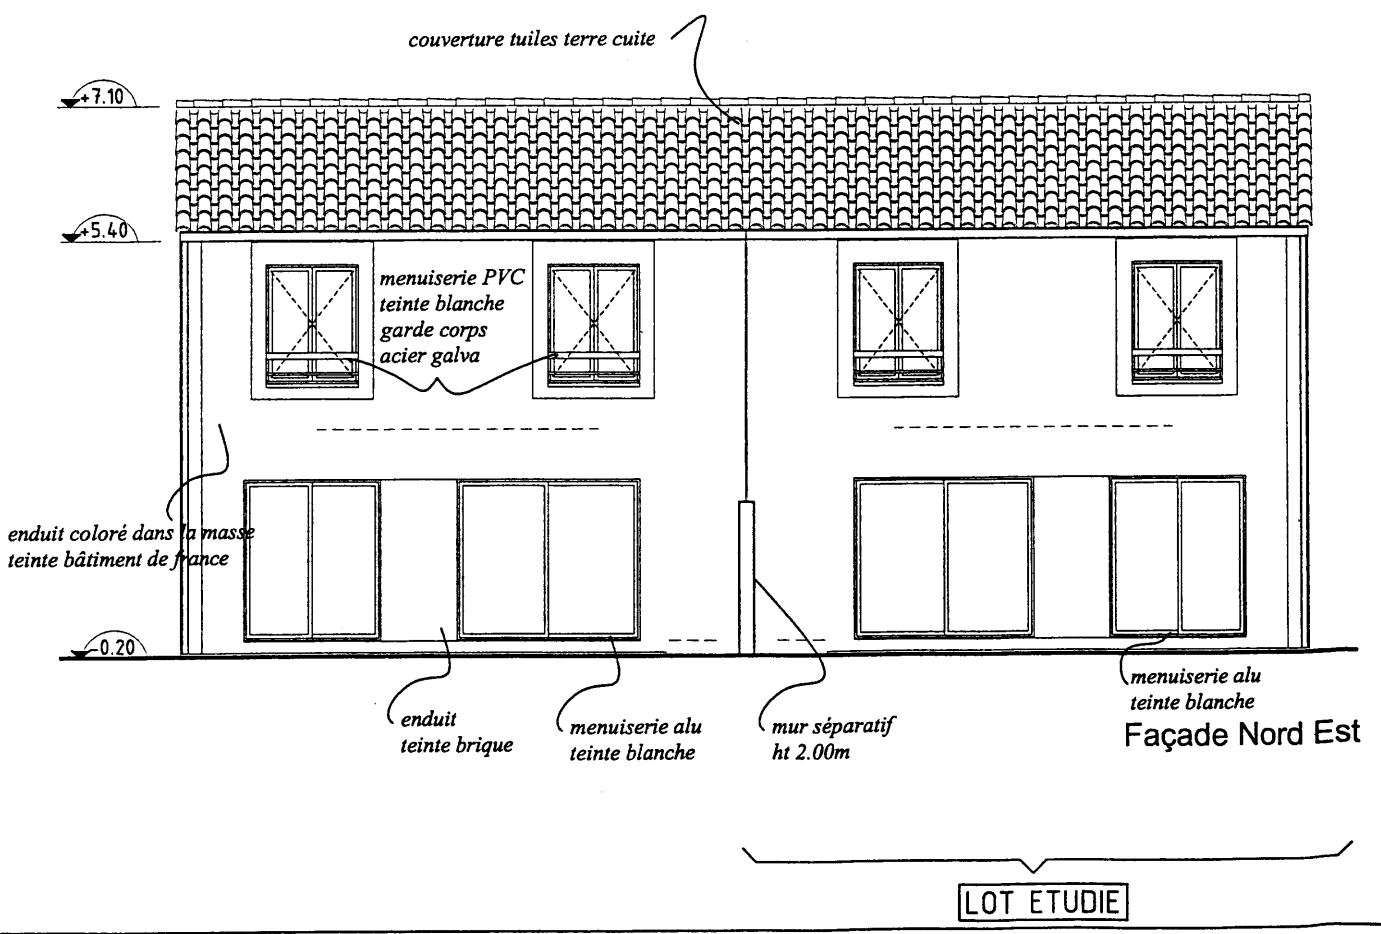 couverture tuiles terre cuite
+7.10
+5.40
menuiserie PVC
teinte blanche
garde corps
acier galva
enduit coloré dans la masse
teinte bâtiment de france
-0.20
enduit
teinte brique
menuiserie alu
teinte blanche
mur séparatif
ht 2.00m
menuiserie alu
teinte blanche
Façade Nord Est
LOT ETUDIE